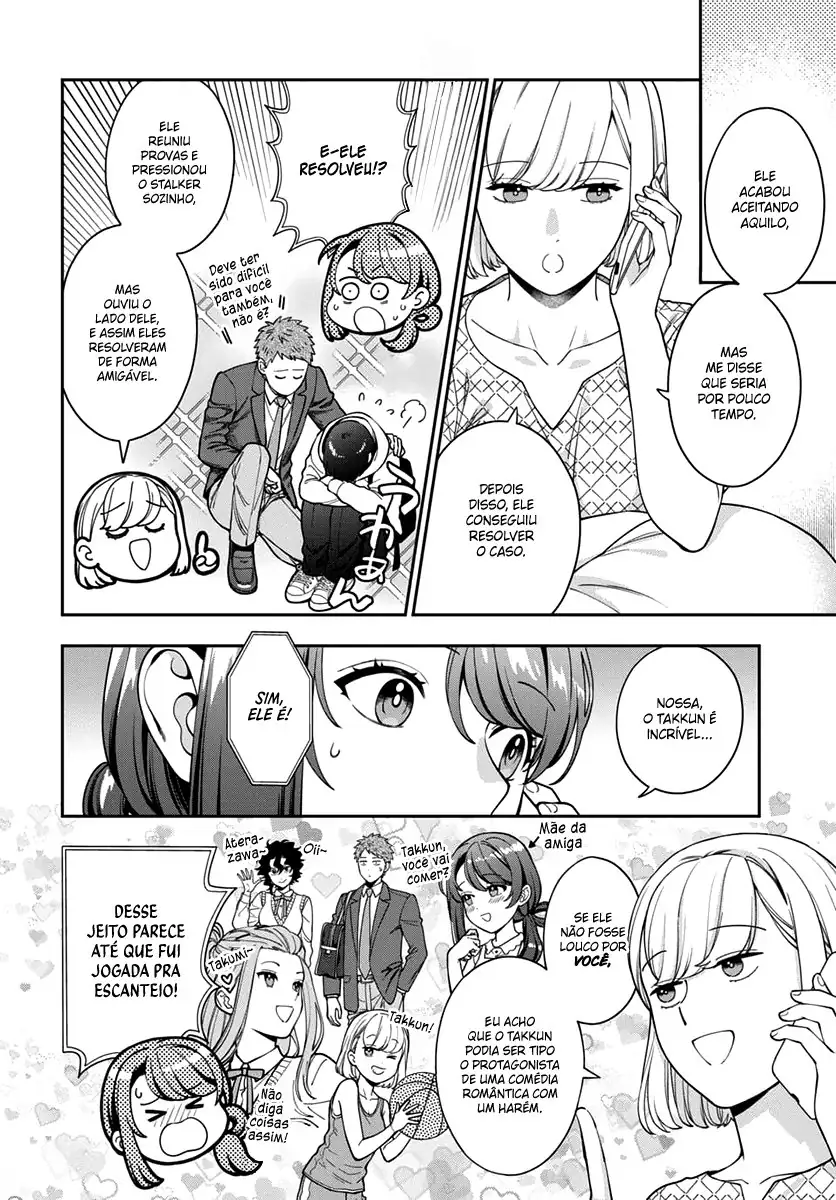 ELE
ACABOU
ACEITANDO
AQUILO,
MAS
ME DISSE
QUE SERIA
POR POUCO
TEMPO.
DEPOIS
DISSO, ELE
CONSEGUIU
RESOLVER
O CASO.
E-ELE
RESOLVEU!?
ELE
REUNIU
PROVAS E
PRESSIONOU
O STALKER
SOZINHO,
MAS
OUVIU O
LADO DELE,
E ASSIM ELES
RESOLVERAM
DE FORMA
AMIGÁVEL.
Deve ter
sido difícil
para você
também,
não é?
うわぁぁん
NOSSA,
O TAKKUN É
INCRÍVEL...
SIM,
ELE É!
Mãe da
amiga
SE ELE
NÃO FOSSE
LOUCO POR
VOCÊ,
EU ACHO
QUE O TAKKUN
PODIA SER TIPO
O PROTAGONISTA
DE UMA COMÉDIA
ROMÂNTICA
COM UM HARÉM.
Takkun,
você vai
comer?
Oii~
Atera-
zawa~
Takumi~
Takkun!
DESSE
JEITO PARECE
ATÉ QUE FUI
JOGADA PRA
ESCANTEIO!
Não
diga
coisas
assim!